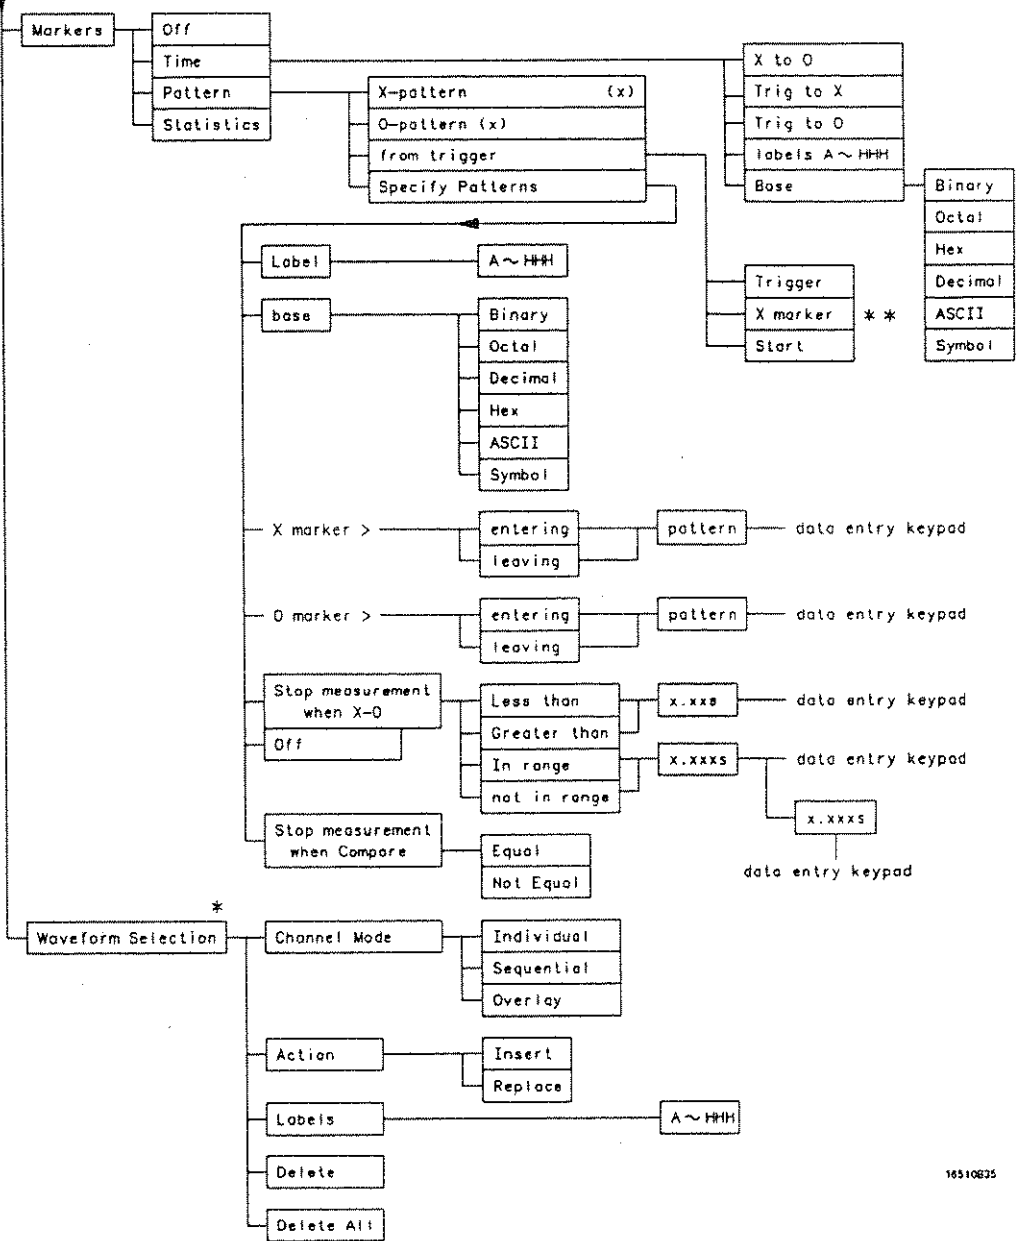 Markers
Off
Time
Pattern
Statistics
X-pattern (x)
O-pattern (x)
from trigger
Specify Patterns
X to O
Trig to X
Trig to O
labels A~HHH
Base
Binary
Octal
Hex
Decimal
ASCII
Symbol
Trigger
X marker **
Start
Label
A~HHH
base
Binary
Octal
Decimal
Hex
ASCII
Symbol
X marker >
entering
leaving
pattern
data entry keypad
O marker >
entering
leaving
pattern
data entry keypad
Stop measurement
when X-O
Off
Less than
Greater than
In range
not in range
x.xxs
data entry keypad
x.xxxs
data entry keypad
x.xxxs
data entry keypad
Stop measurement
when Compare
Equal
Not Equal
*
Waveform Selection
Channel Mode
Individual
Sequential
Overlay
Action
Insert
Replace
Labels
A~HHH
Delete
Delete All
16510B35